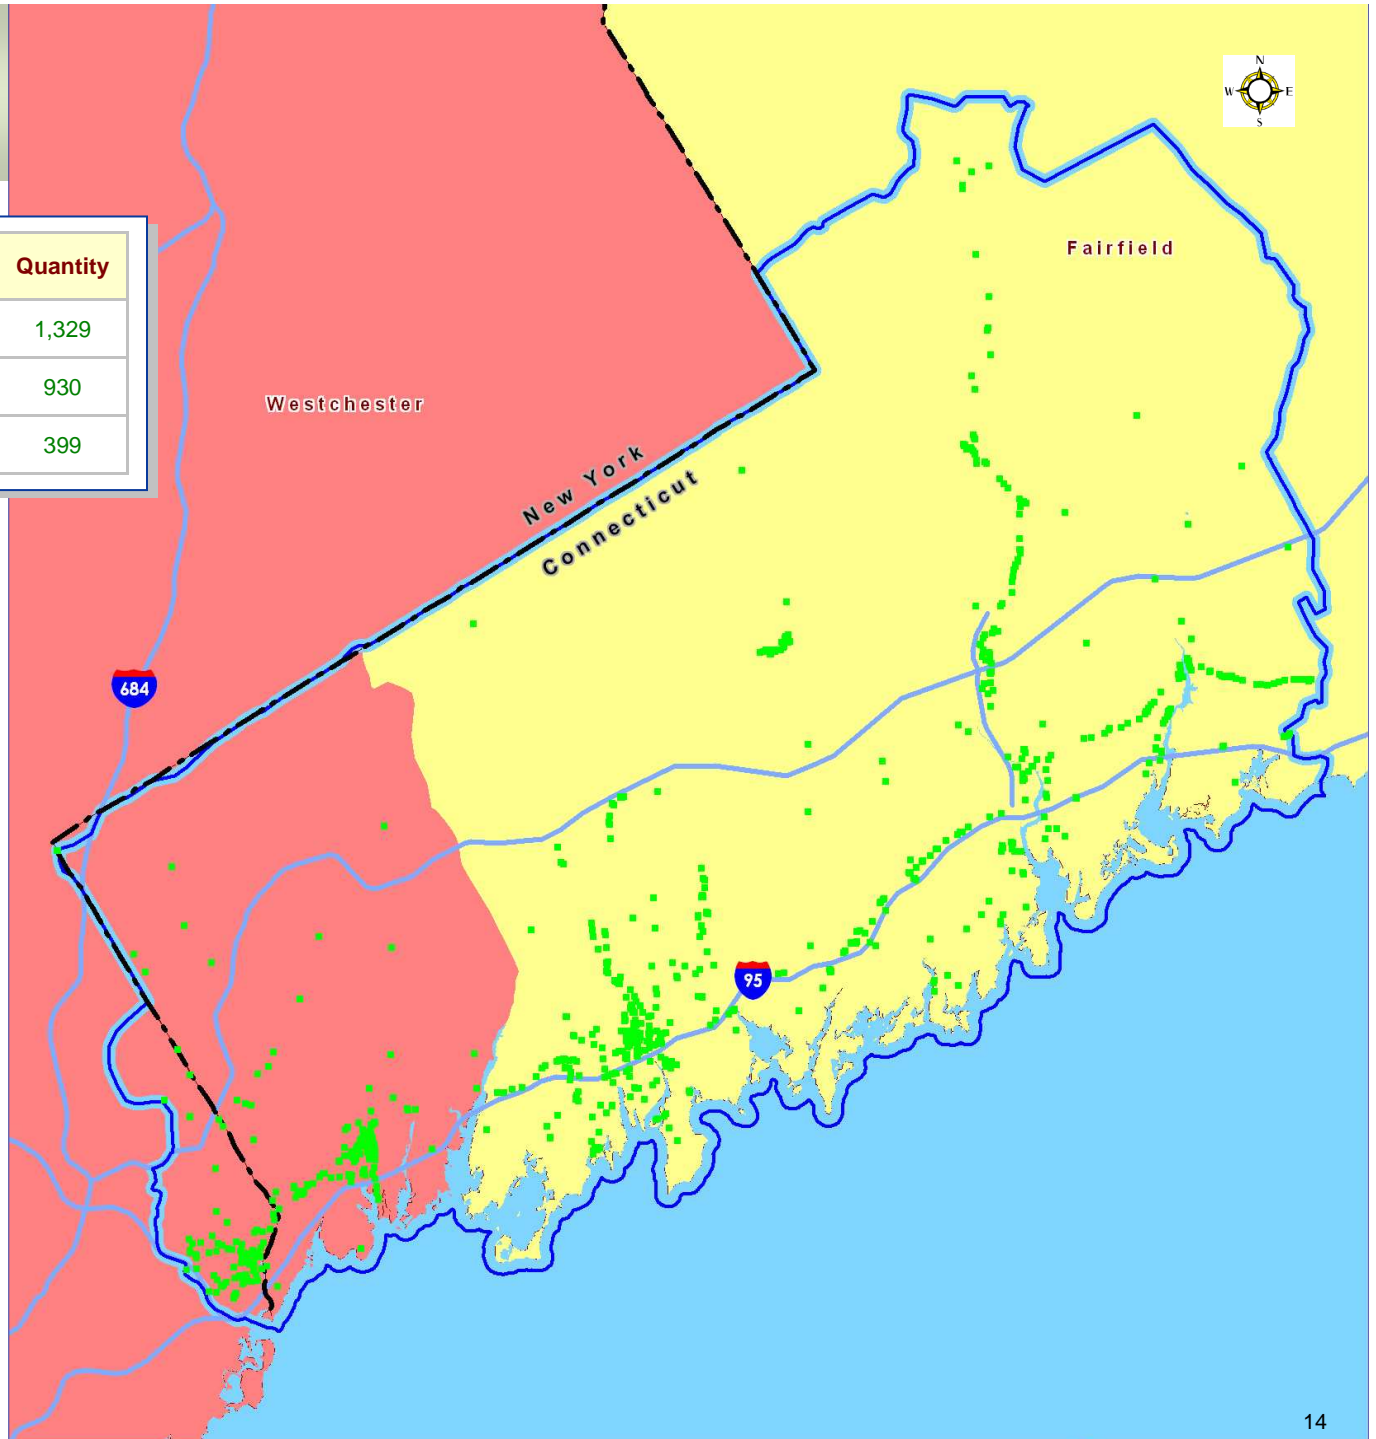 N
W E
S
Fairfield
Quantity
1,329
930
399
Westchester
New York
Connecticut
684
95
14